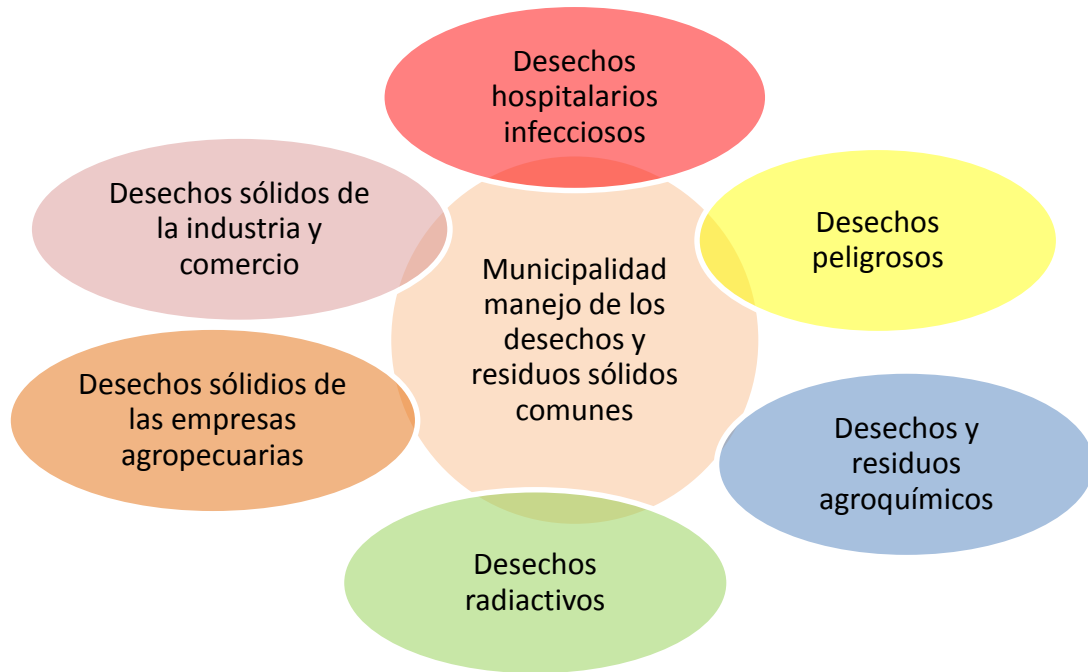 Desechos
hospitalarios
infecciosos
Desechos sólidos de
la industria y
comercio
Desechos
peligrosos
Municipalidad
manejo de los
desechos y
residuos sólidos
comunes
Desechos sólidios de
las empresas
agropecuarias
Desechos y
residuos
agroquímicos
Desechos
radiactivos